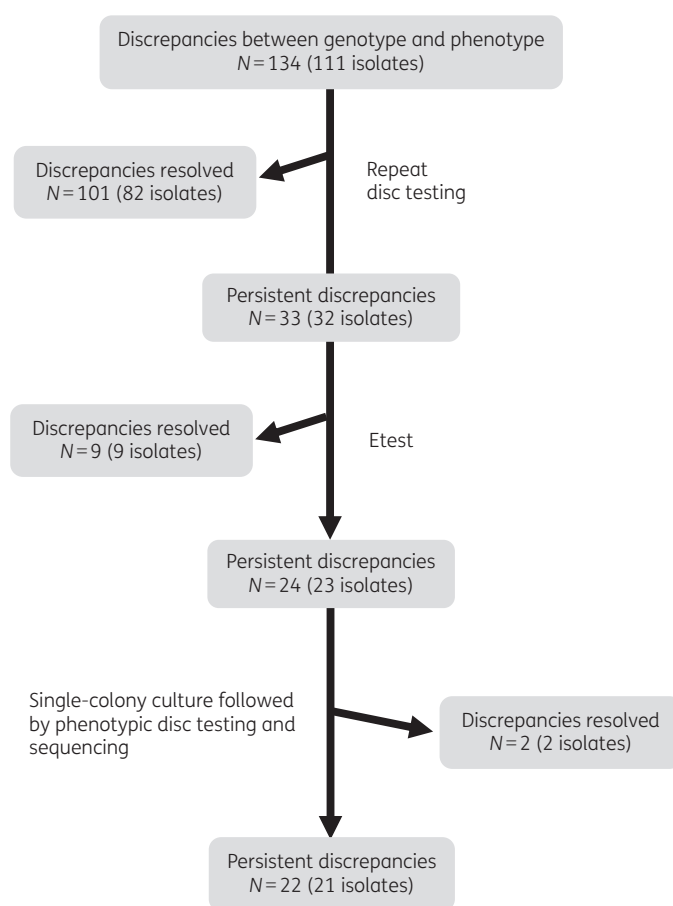 Discrepancies between genotype and phenotype
N=134 (111 isolates)
Discrepancies resolved
N=101 (82 isolates)
Repeat
disc testing
Persistent discrepancies
N=33 (32 isolates)
Discrepancies resolved
N=9 (9 isolates)
Etest
Persistent discrepancies
N=24 (23 isolates)
Single-colony culture followed
by phenotypic disc testing and
sequencing
Discrepancies resolved
N=2 (2 isolates)
Persistent discrepancies
N=22 (21 isolates)